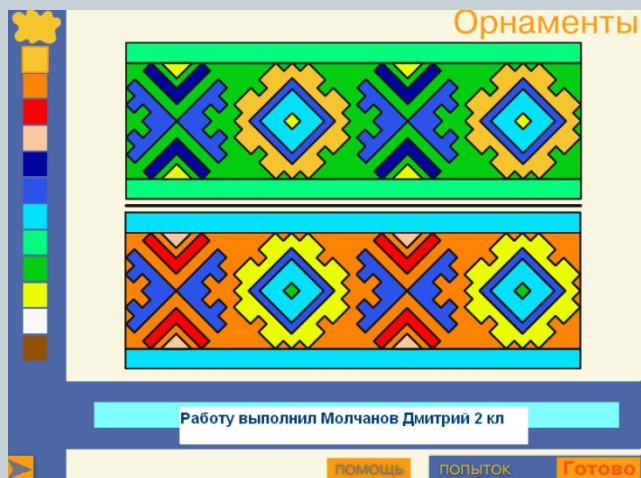 Орнаменты
Работу выполнил Молчанов Дмитрий 2 кл
ПОМОЩЬ
ПОПЫТОК
Готово